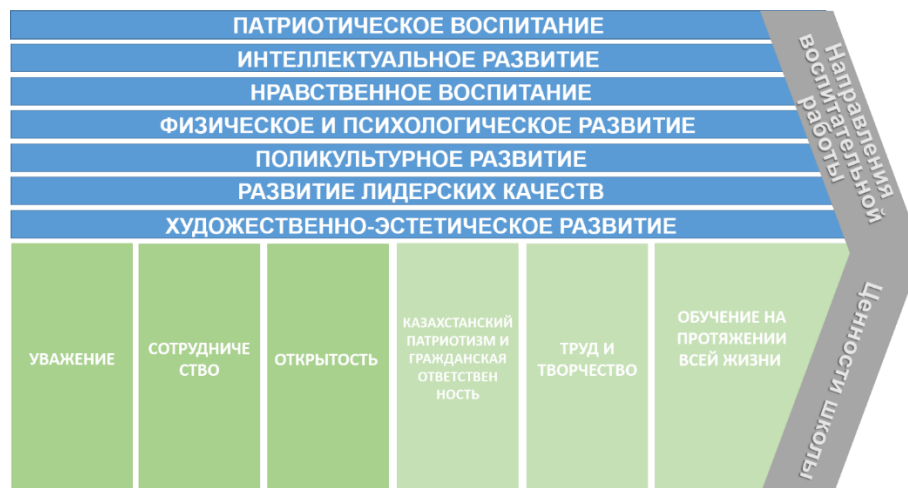 ПАТРИОТИЧЕСКОЕ ВОСПИТАНИЕ
ИНТЕЛЛЕКТУАЛЬНОЕ РАЗВИТИЕ
НРАВСТВЕННОЕ ВОСПИТАНИЕ
ФИЗИЧЕСКОЕ И ПСИХОЛОГИЧЕСКОЕ РАЗВИТИЕ
ПОЛИКУЛЬТУРНОЕ РАЗВИТИЕ
РАЗВИТИЕ ЛИДЕРСКИХ КАЧЕСТВ
ХУДОЖЕСТВЕННО-ЭСТЕТИЧЕСКОЕ РАЗВИТИЕ
Направления
воспитательной
работы
УВАЖЕНИЕ
СОТРУДНИЧЕ
СТВО
ОТКРЫТОСТЬ
КАЗАХСТАНСКИЙ
ПАТРИОТИЗМ И
ГРАЖДАНСКАЯ
ОТВЕТСТВЕН
НОСТЬ
ТРУД И
ТВОРЧЕСТВО
ОБУЧЕНИЕ НА
ПРОТЯЖЕНИИ
ВСЕЙ ЖИЗНИ
Ценности школы